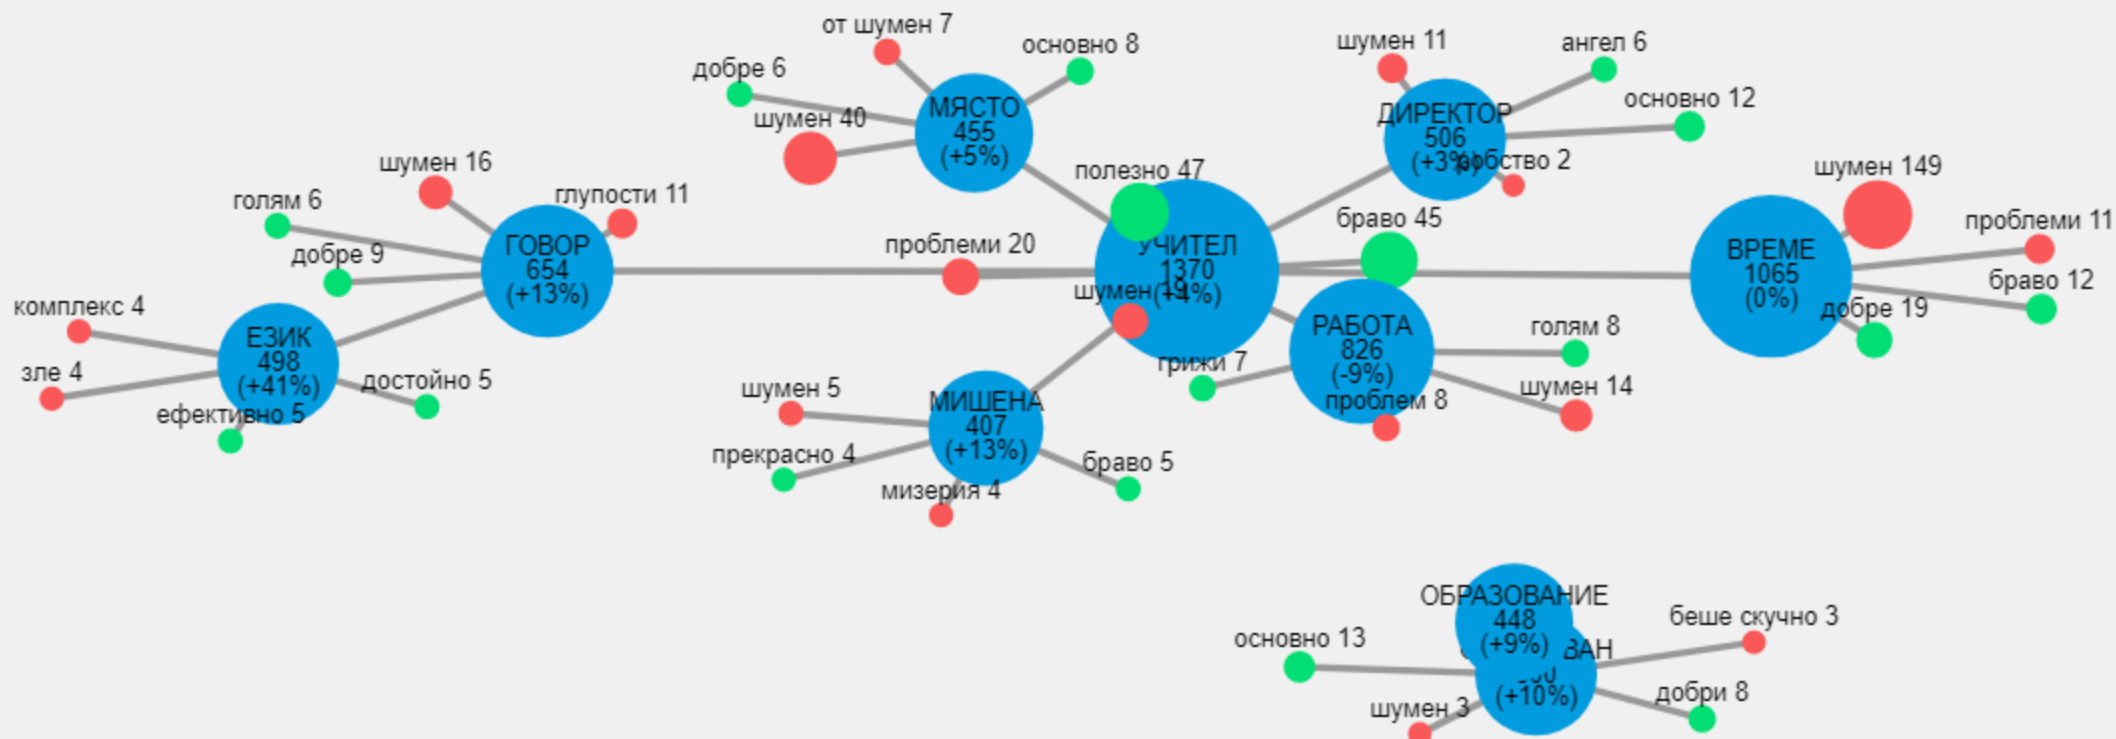 от шумен 7
основно 8
добре 6
шумен 40
МЯСТО
455
(+5%)
шумен 11
ангел 6
основно 12
ДИРЕКТОР
506
(+3%)
шумен 16
голям 6
глупости 11
добре 9
ГОВОР
654
(+13%)
проблеми 20
полезно 47
УЧИТЕЛ
1370
(+4%)
браво 45
шумен 149
проблеми 11
браво 12
добре 19
ВРЕМЕ
1065
(0%)
комплекс 4
зле 4
ЕЗИК
498
(+41%)
достойно 5
ефективно 5
шумен
РАБОТА
826
(-9%)
голям 8
шумен 14
грижи 7
проблем 8
шумен 5
прекрасно 4
МИШЕНА
407
(+13%)
браво 5
мизерия 4
ОБРАЗОВАНИЕ
448
(+9%)
(+10%)
основно 13
беше скучно 3
добри 8
шумен 3